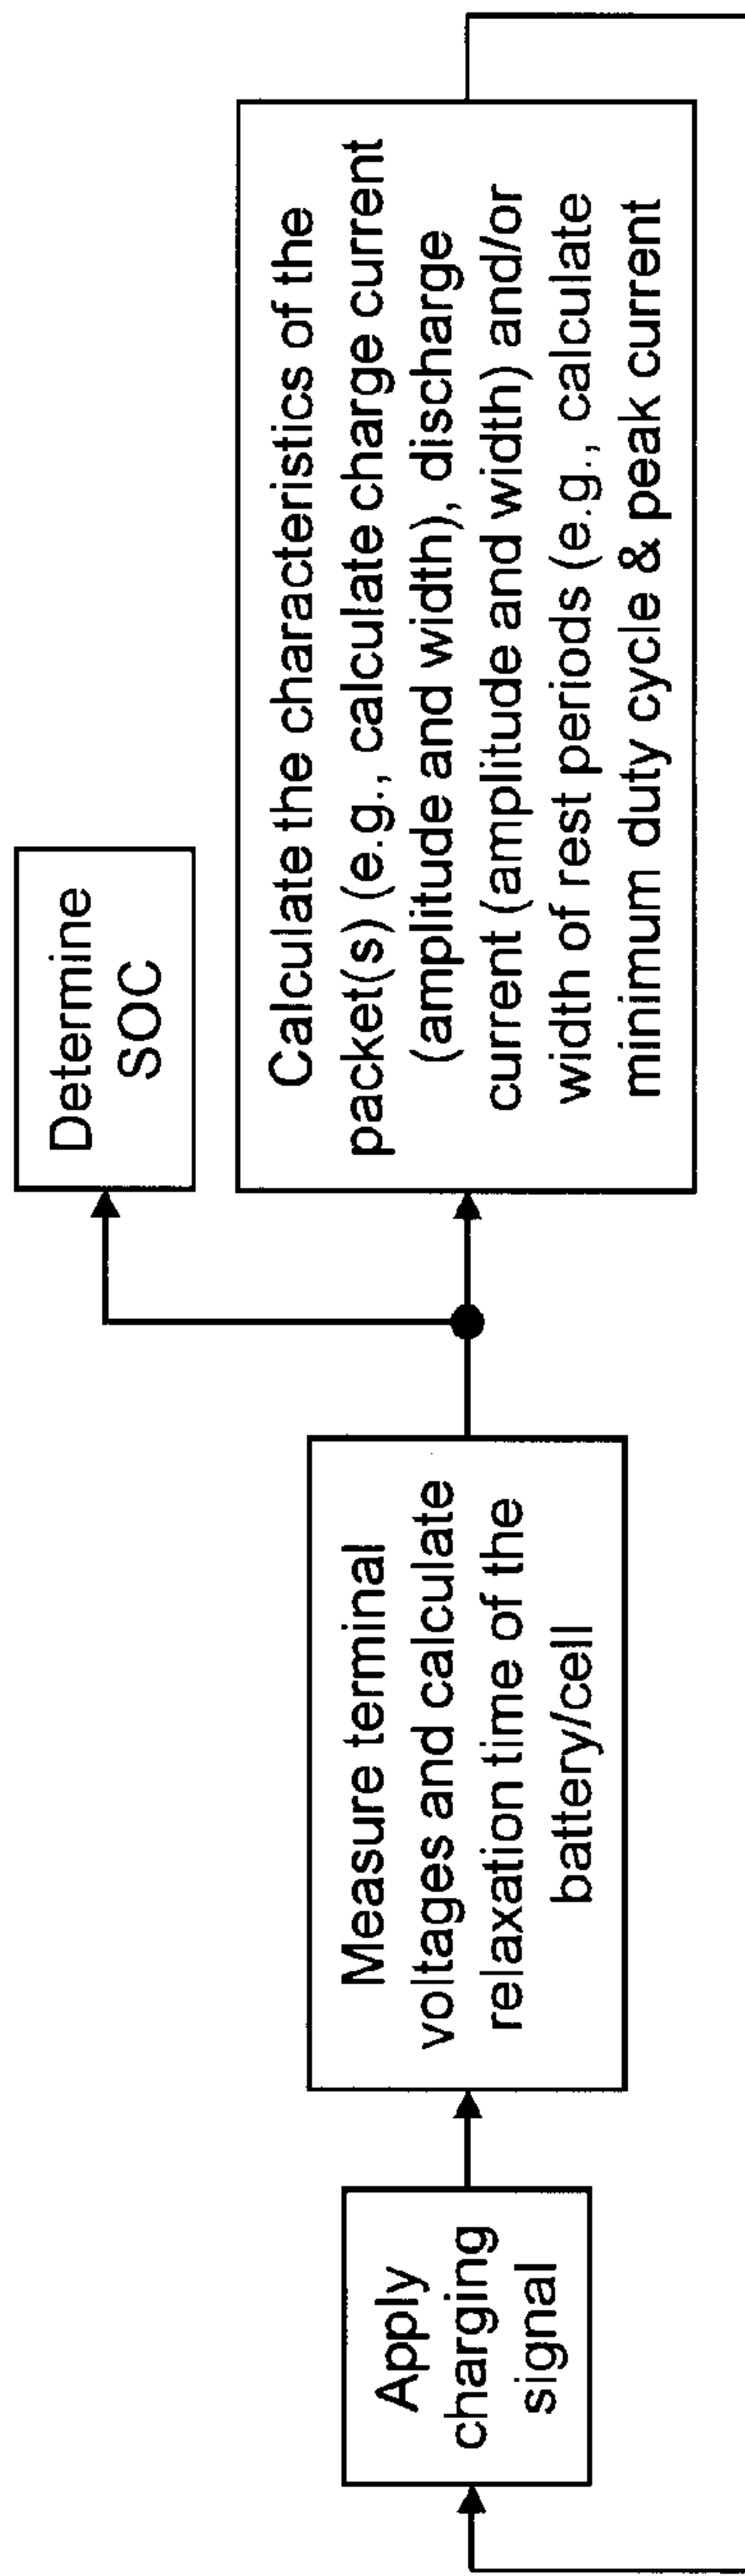 Apply
charging
signal
Measure terminal
voltages and calculate
relaxation time of the
battery/cell
Determine
SOC
Calculate the characteristics of the
packet(s) (e.g., calculate charge current
(amplitude and width), discharge
current (amplitude and width) and/or
width of rest periods (e.g., calculate
minimum duty cycle & peak current